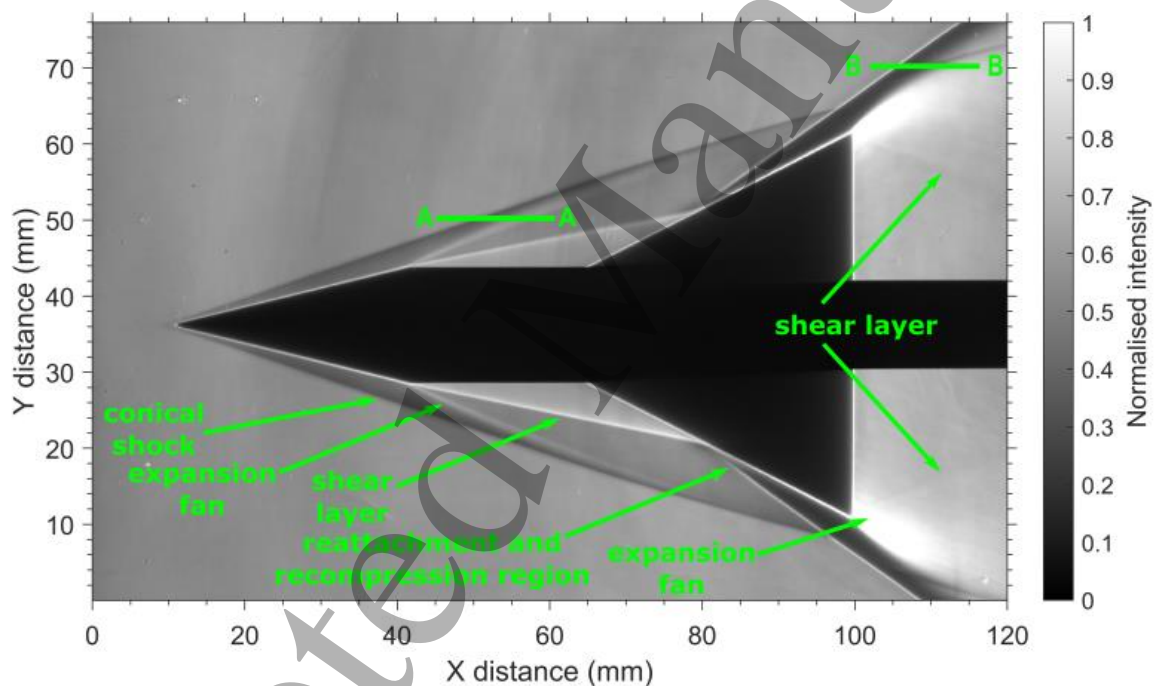 B B
A A
shear layer
conical
shock
expansion
fan
shear
layer
reattachment and
recompression region
expansion
fan
70
60
50
40
30
20
10
0 20 40 60 80 100 120
X distance (mm)
Y distance (mm)
1
0.9
0.8
0.7
0.6
0.5
0.4
0.3
0.2
0.1
0
Normalised intensity
ted Manu